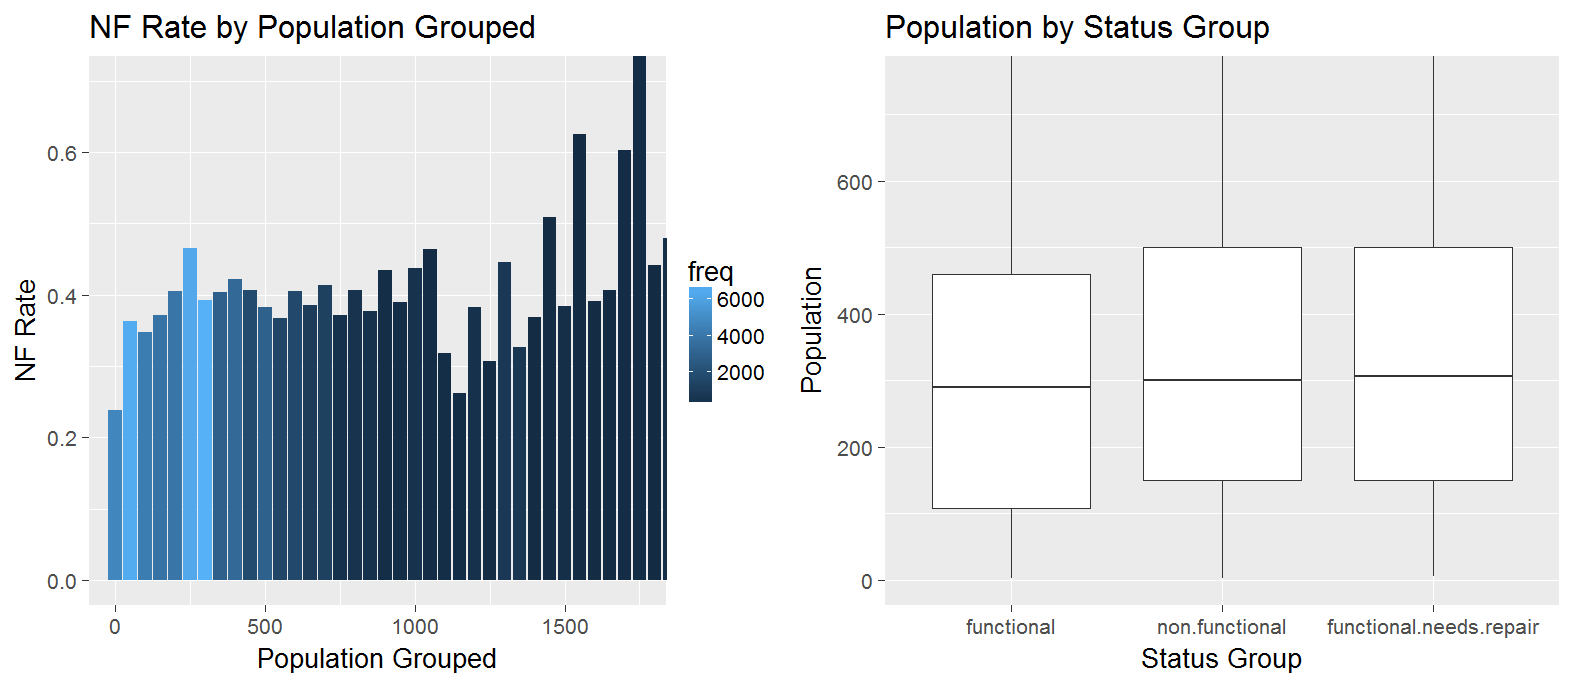 NF Rate by Population Grouped
NF Rate
0.6
0.4
0.2
0.0
0
500
1000
1500
Population Grouped
freq
6000
4000
2000
Population by Status Group
Population
600
400
200
0
functional
non.functional
functional.needs.repair
Status Group